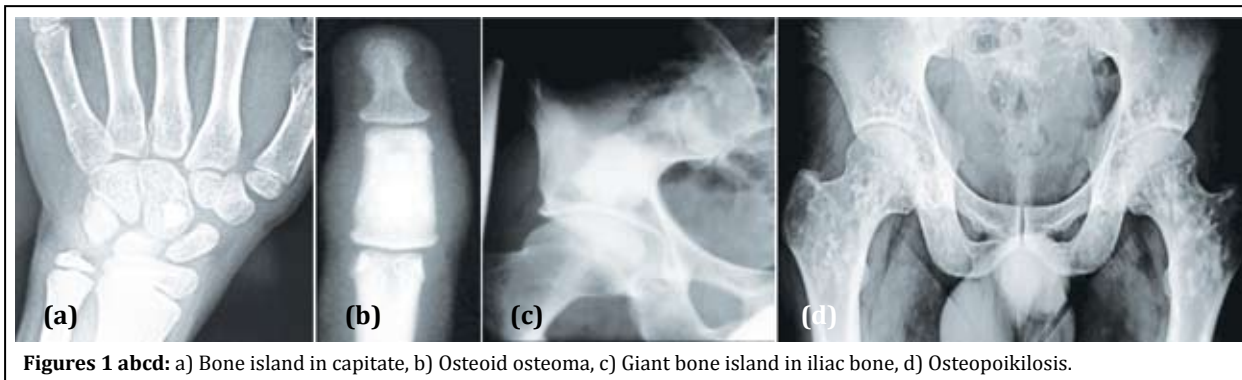 (a) (b) (c) (d)
Figures 1 abcd: a) Bone island in capitate, b) Osteoid osteoma, c) Giant bone island in iliac bone, d) Osteopoikilosis.